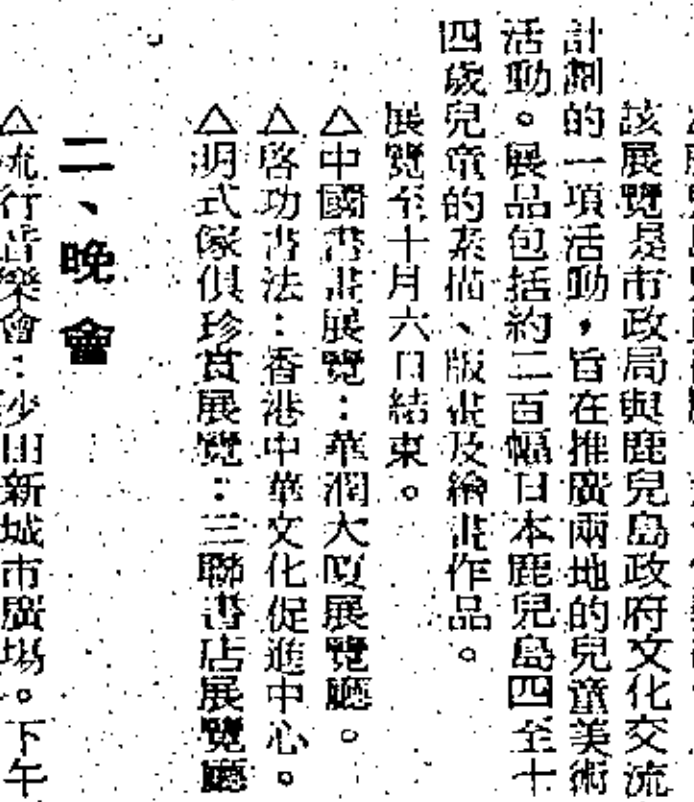 該展覽是市政局與鹿兒島政府文化交流
計劃的一項活動，旨在推廣兩地的兒童美術
活動。展品包括約二百幅日本鹿兒島四至十
四歲兒童的素描、版畫及繪畫作品。
展覽至十月六日結束。
△中國書畫展覽：華潤大厦展覽廳。
△啓功書法：香港中華文化促進中心。
△明式傢俱珍賞展覽：三聯書店展覽廳
二、晚會
△流行音樂會：沙田新城市廣場。下午